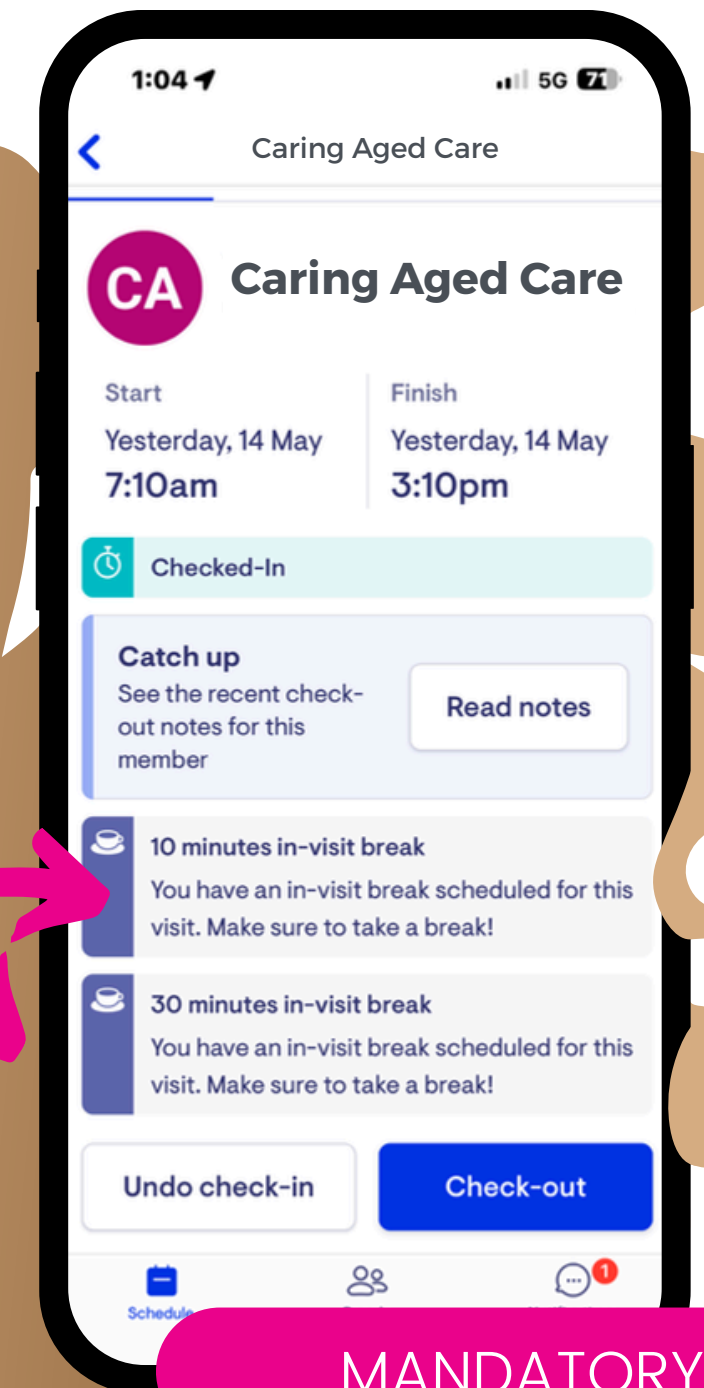 1:04
5G 71
Caring Aged Care
CA
Caring Aged Care
Start
Finish
Yesterday, 14 May
Yesterday, 14 May
7:10am
3:10pm
Checked-In
Catch up
See the recent check-
out notes for this
member
Read notes
10 minutes in-visit break
You have an in-visit break scheduled for this
visit. Make sure to take a break!
30 minutes in-visit break
You have an in-visit break scheduled for this
visit. Make sure to take a break!
Undo check-in
Check-out
1
Schedule
MANDATORY